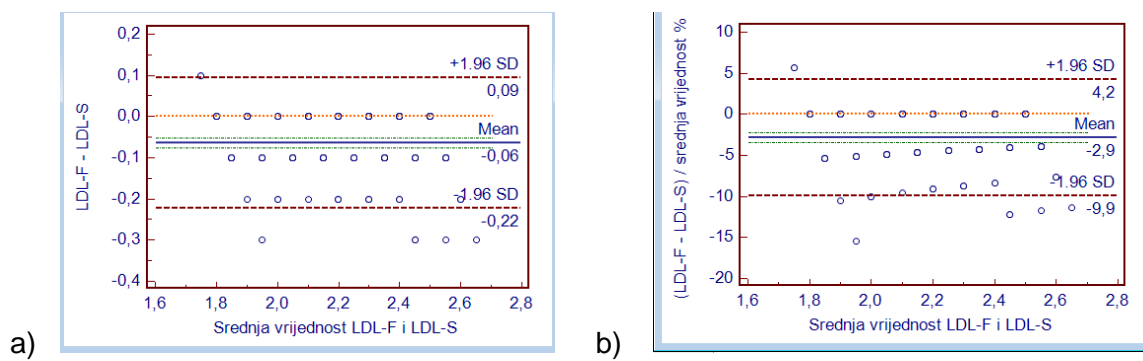 a)
LDL-F - LDL-S
0,2
0,1
0,0
-0,1
-0,2
-0,3
-0,4
+1.96 SD
0,09
Mean
-0,06
-1.96 SD
-0,22
1,6 1,8 2,0 2,2 2,4 2,6 2,8
Srednja vrijednost LDL-F i LDL-S
b)
(LDL-F - LDL-S) / srednja vrijednost %
10
5
0
-5
-10
-15
-20
+1.96 SD
4,2
Mean
-2,9
-1.96 SD
-9,9
1,6 1,8 2,0 2,2 2,4 2,6 2,8
Srednja vrijednost LDL-F i LDL-S